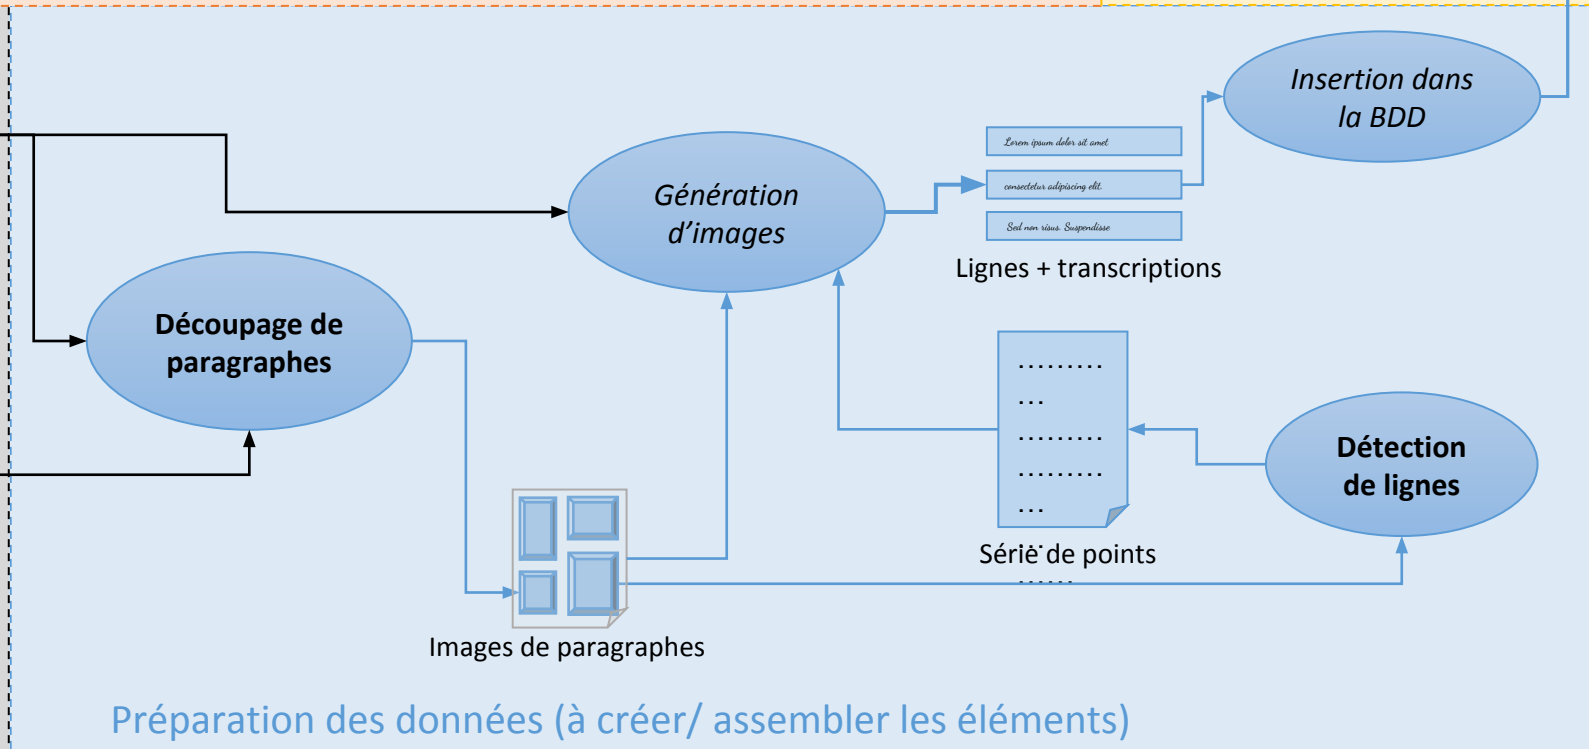 Insertion dans
la BDD
Lorem ipsum dolor sit amet
consectetur adipiscing elit.
Sed non risus. Suspendisse
Génération
d’images
Lignes + transcriptions
Découpage de
paragraphes
.........
...
.........
.........
...
...
......
Détection
de lignes
Série de points
Images de paragraphes
Préparation des données (à créer/ assembler les éléments)